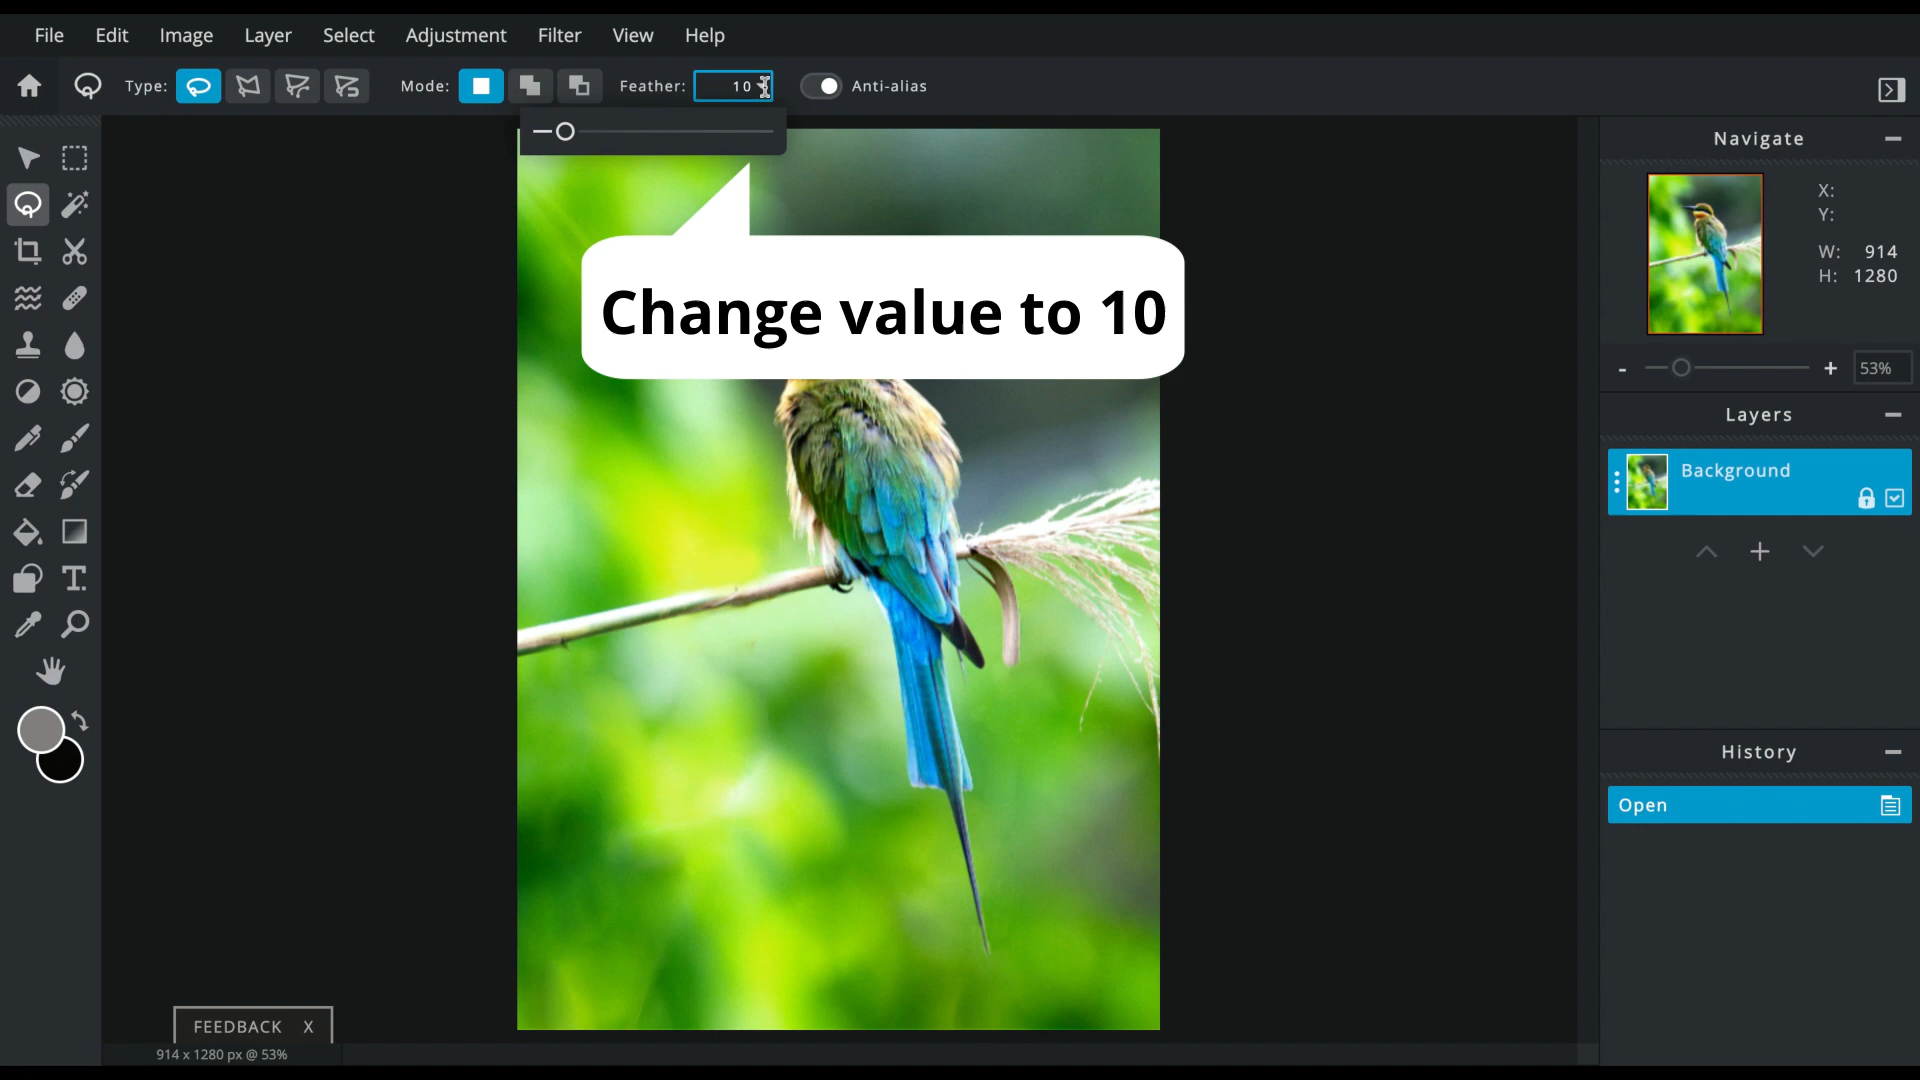 File Edit Image Layer Select Adjustment Filter View Help
Type: Mode: Feather: 10 Anti-alias
Navigate
X:
Y:
W: 914
H: 1280
- + 53%
Change value to 10
Layers
Background
History
Open
FEEDBACK X
914 x 1280 px @ 53%